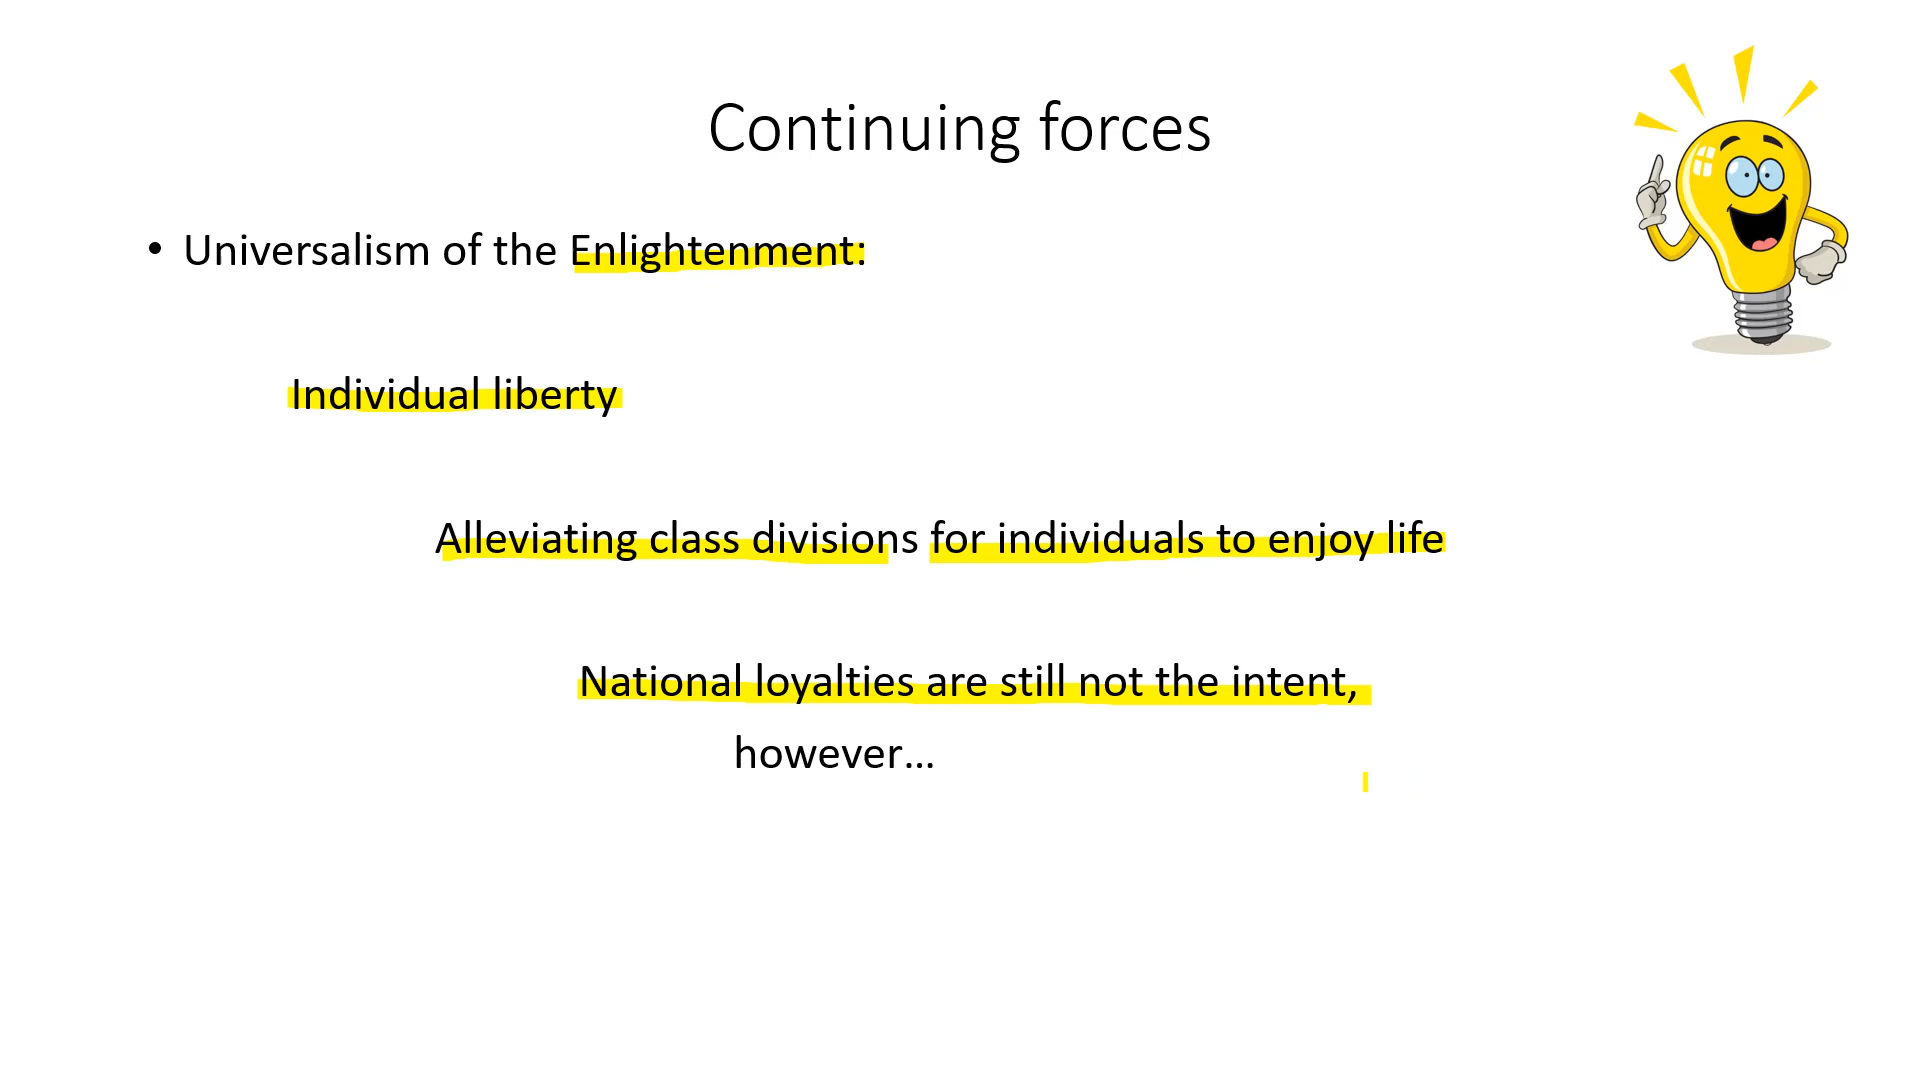 Continuing forces
• Universalism of the Enlightenment:
Individual liberty
Alleviating class divisions for individuals to enjoy life
National loyalties are still not the intent,
however…